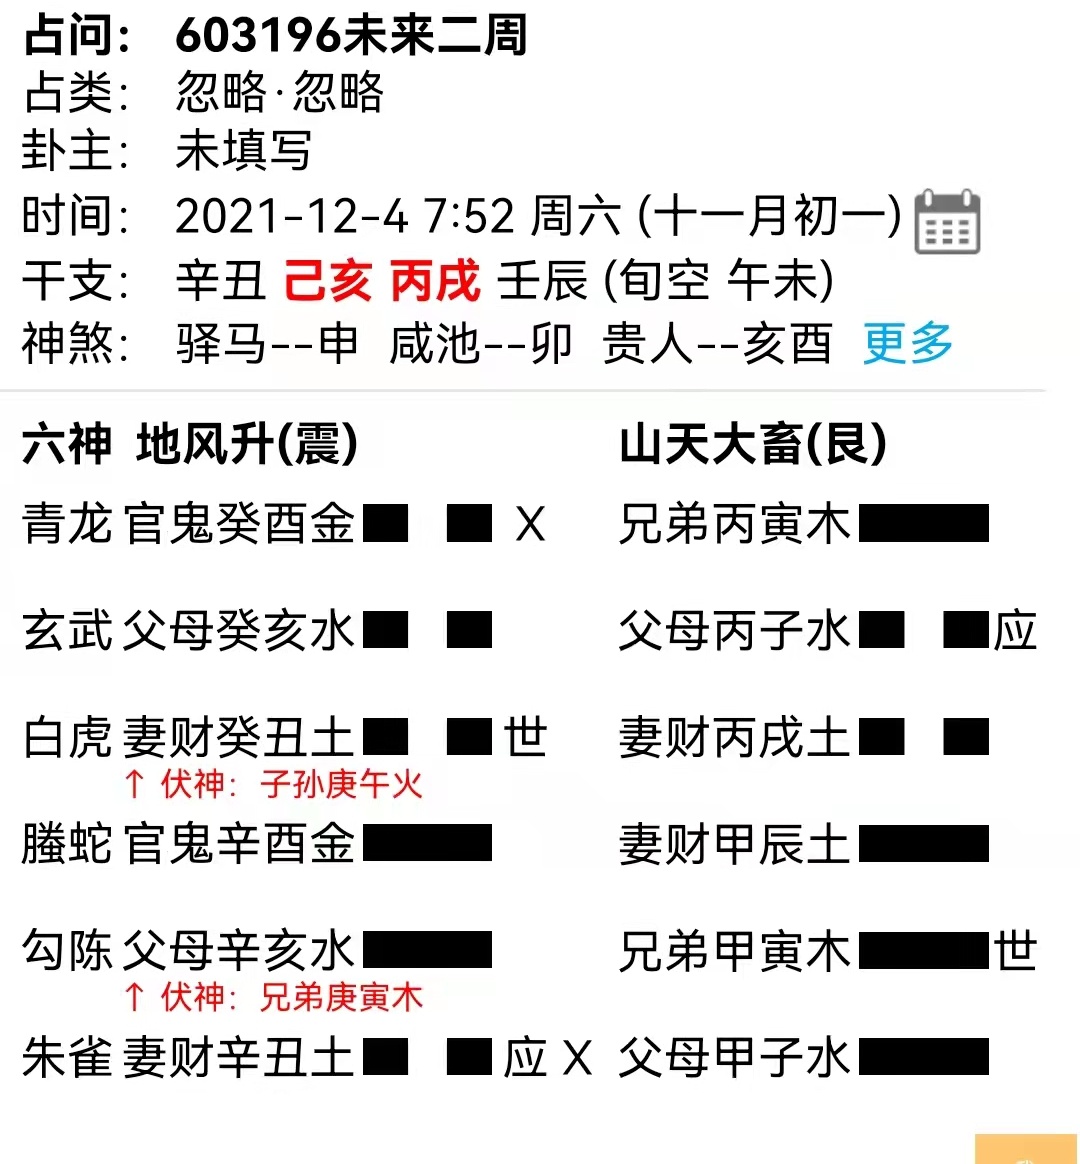 占问： 603196未来二周
占类： 忽略·忽略
卦主： 未填写
时间： 2021-12-4 7:52 周六 (十一月初一)
干支： 辛丑 己亥 丙戌 壬辰 (旬空 午未)
神煞： 驿马--申 咸池--卯 贵人--亥酉 更多
六神 地风升(震) 山天大畜(艮)
青龙 官鬼癸酉金 X 兄弟丙寅木
玄武 父母癸亥水 父母丙子水 应
白虎 妻财癸丑土 世 妻财丙戌土
↑ 伏神：子孙庚午火
螣蛇 官鬼辛酉金 妻财甲辰土
勾陈 父母辛亥水 兄弟甲寅木 世
↑ 伏神：兄弟庚寅木
朱雀 妻财辛丑土 应 X 父母甲子水